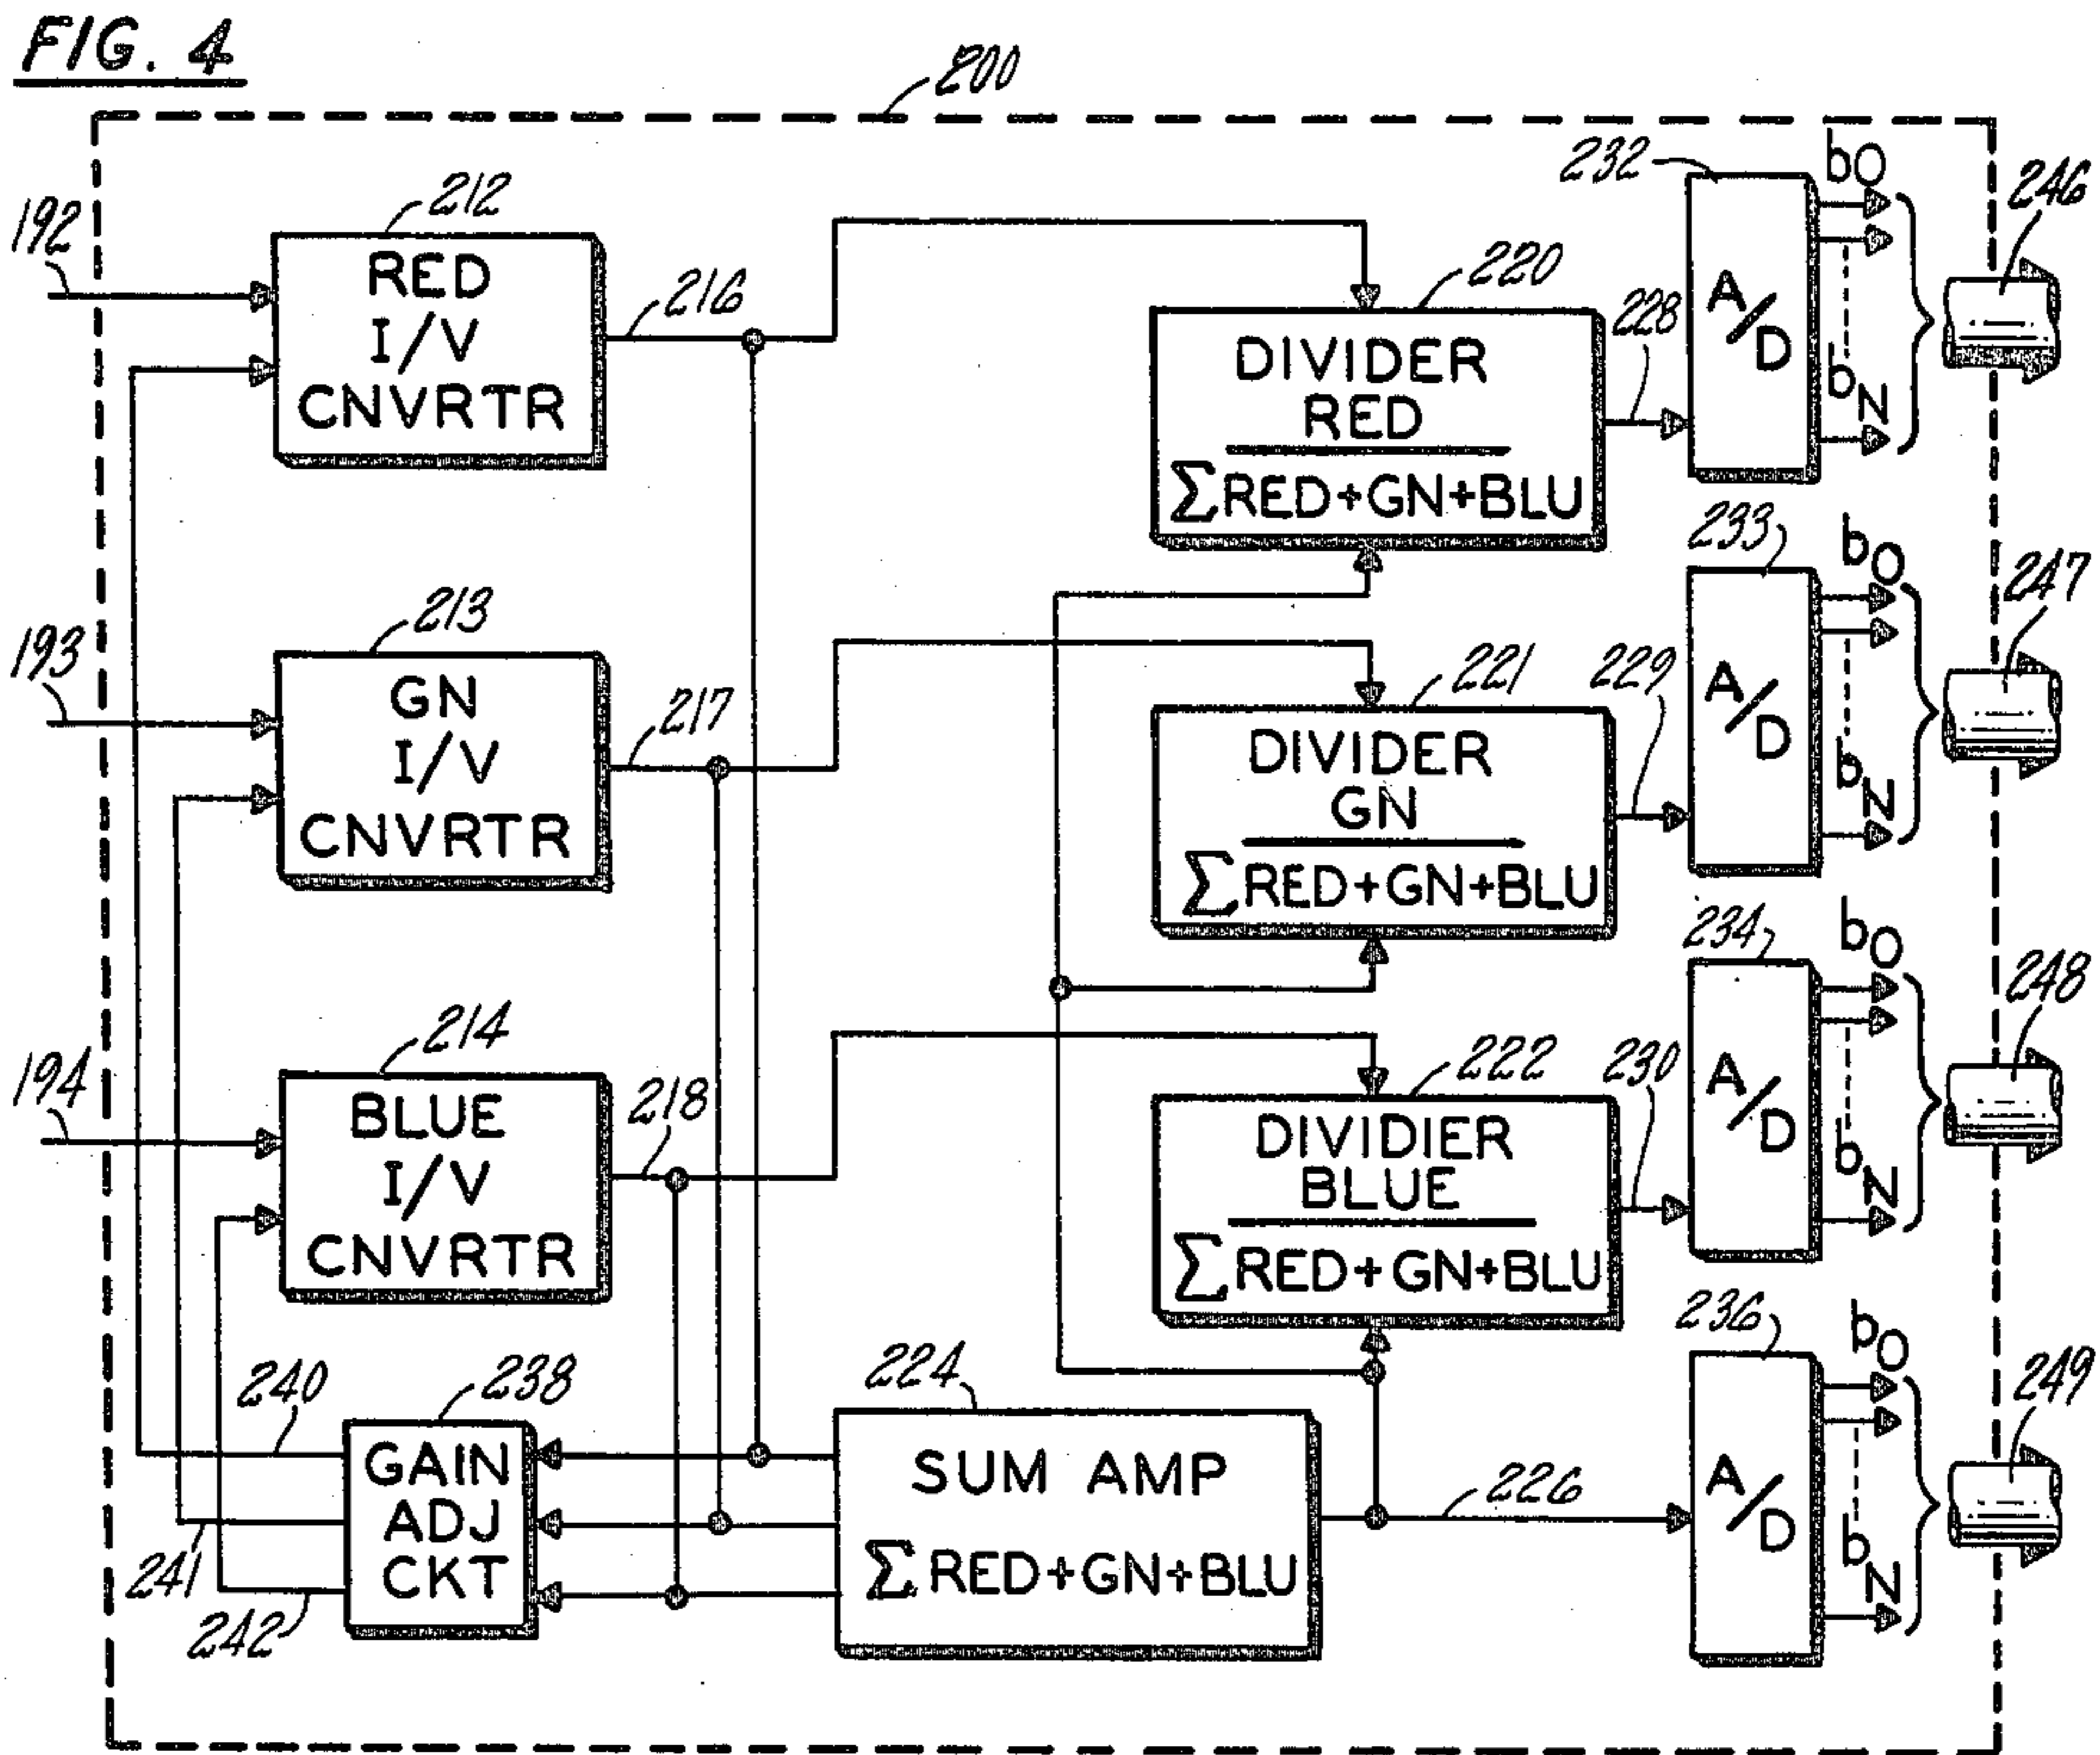 FIG. 4
200
192
212
RED
I/V
CNVRTR
216
220
DIVIDER
RED
ΣRED+GN+BLU
228
232
A/D
b0
bN
246
193
213
GN
I/V
CNVRTR
217
221
DIVIDER
GN
ΣRED+GN+BLU
229
233
A/D
b0
bN
247
194
214
BLUE
I/V
CNVRTR
218
222
DIVIDIER
BLUE
ΣRED+GN+BLU
230
234
A/D
b0
bN
248
240
241
242
238
GAIN
ADJ
CKT
224
SUM AMP
ΣRED+GN+BLU
226
236
A/D
b0
bN
249